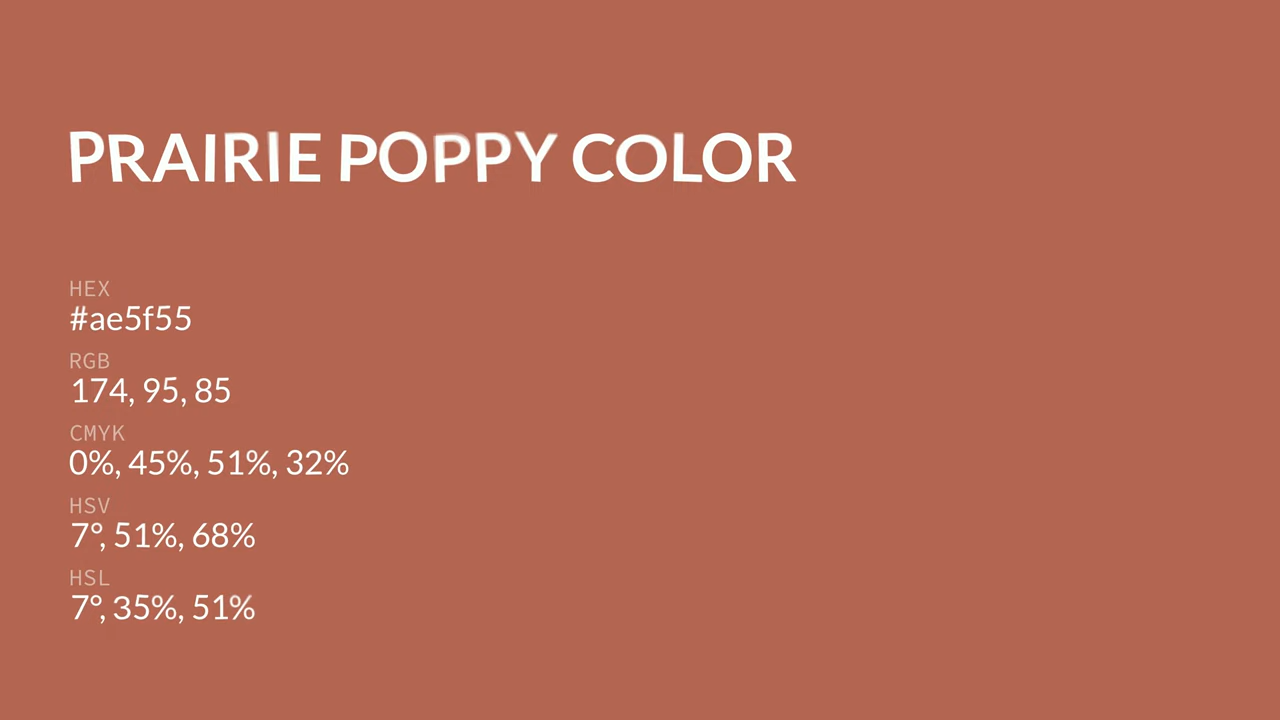 PRAIRIE POPPY COLOR
HEX
#ae5f55
RGB
174, 95, 85
CMYK
0%, 45%, 51%, 32%
HSV
7°, 51%, 68%
HSL
7°, 35%, 51%